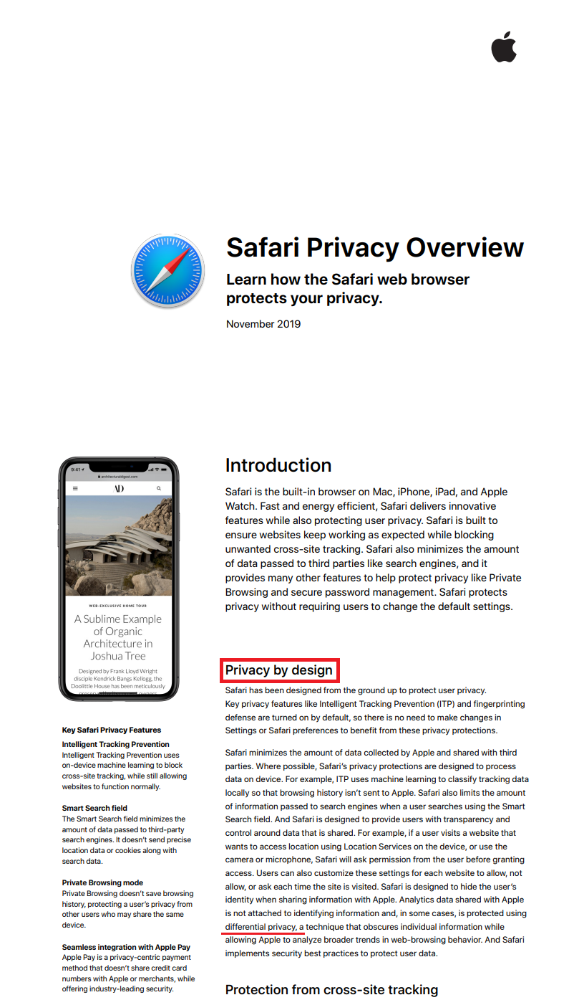 Safari Privacy Overview
Learn how the Safari web browser
protects your privacy.
November 2019
9:41
architecturaldigest.com
AD
WEB-EXCLUSIVE HOME TOUR
A Sublime Example
of Organic
Architecture in
Joshua Tree
Designed by Frank Lloyd Wright
disciple Kendrick Bangs Kellogg, the
Doolittle House has been meticulously
Key Safari Privacy Features
Intelligent Tracking Prevention
Intelligent Tracking Prevention uses
on-device machine learning to block
cross-site tracking, while still allowing
websites to function normally.
Smart Search field
The Smart Search field minimizes the
amount of data passed to third-party
search engines. It doesn't send precise
location data or cookies along with
search data.
Private Browsing mode
Private Browsing doesn't save browsing
history, protecting a user's privacy from
other users who may share the same
device.
Seamless integration with Apple Pay
Apple Pay is a privacy-centric payment
method that doesn't share credit card
numbers with Apple or merchants, while
offering industry-leading security.
Introduction
Safari is the built-in browser on Mac, iPhone, iPad, and Apple
Watch. Fast and energy efficient, Safari delivers innovative
features while also protecting user privacy. Safari is built to
ensure websites keep working as expected while blocking
unwanted cross-site tracking. Safari also minimizes the amount
of data passed to third parties like search engines, and it
provides many other features to help protect privacy like Private
Browsing and secure password management. Safari protects
privacy without requiring users to change the default settings.
Privacy by design
Safari has been designed from the ground up to protect user privacy.
Key privacy features like Intelligent Tracking Prevention (ITP) and fingerprinting
defense are turned on by default, so there is no need to make changes in
Settings or Safari preferences to benefit from these privacy protections.
Safari minimizes the amount of data collected by Apple and shared with third
parties. Where possible, Safari's privacy protections are designed to process
data on device. For example, ITP uses machine learning to classify tracking data
locally so that browsing history isn't sent to Apple. Safari also limits the amount
of information passed to search engines when a user searches using the Smart
Search field. And Safari is designed to provide users with transparency and
control around data that is shared. For example, if a user visits a website that
wants to access location using Location Services on the device, or use the
camera or microphone, Safari will ask permission from the user before granting
access. Users can also customize these settings for each website to allow, not
allow, or ask each time the site is visited. Safari is designed to hide the user's
identity when sharing information with Apple. Analytics data shared with Apple
is not attached to identifying information and, in some cases, is protected using
differential privacy, a technique that obscures individual information while
allowing Apple to analyze broader trends in web-browsing behavior. And Safari
implements security best practices to protect user data.
Protection from cross-site tracking